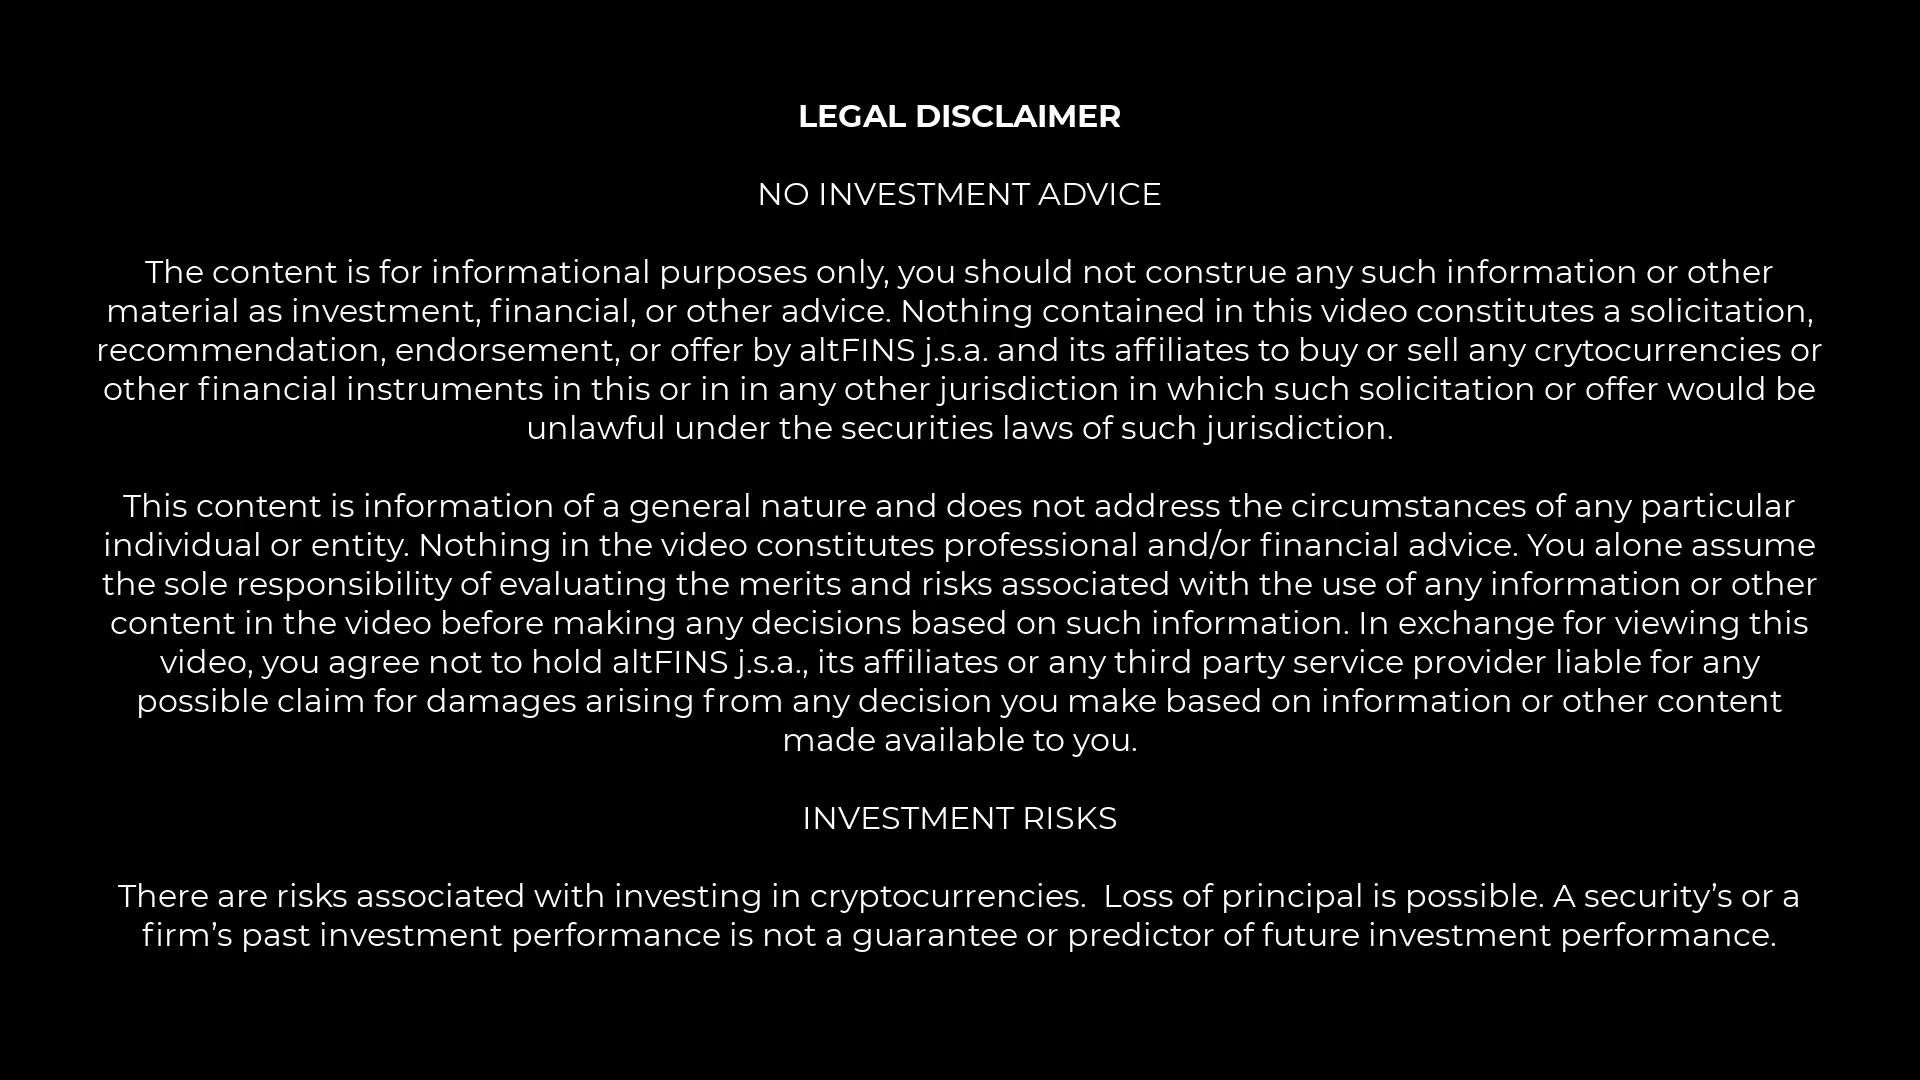 LEGAL DISCLAIMER
NO INVESTMENT ADVICE
The content is for informational purposes only, you should not construe any such information or other
material as investment, financial, or other advice. Nothing contained in this video constitutes a solicitation,
recommendation, endorsement, or offer by altFINS j.s.a. and its affiliates to buy or sell any crytocurrencies or
other financial instruments in this or in in any other jurisdiction in which such solicitation or offer would be
unlawful under the securities laws of such jurisdiction.
This content is information of a general nature and does not address the circumstances of any particular
individual or entity. Nothing in the video constitutes professional and/or financial advice. You alone assume
the sole responsibility of evaluating the merits and risks associated with the use of any information or other
content in the video before making any decisions based on such information. In exchange for viewing this
video, you agree not to hold altFINS j.s.a., its affiliates or any third party service provider liable for any
possible claim for damages arising from any decision you make based on information or other content
made available to you.
INVESTMENT RISKS
There are risks associated with investing in cryptocurrencies.  Loss of principal is possible. A security’s or a
firm’s past investment performance is not a guarantee or predictor of future investment performance.